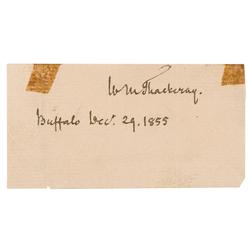 W M Thackeray.
Buffalo Decr. 29. 1855